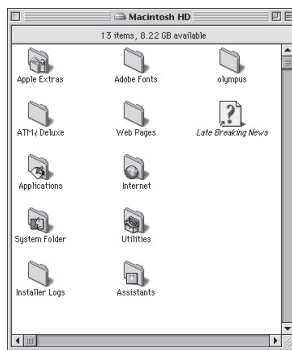 Macintosh HD
13 items, 8.22 GB available
Apple Extras
Adobe Fonts
olympus
ATM® Deluxe
Web Pages
?
Late Breaking News
Applications
Internet
System Folder
Utilities
Installer Logs
Assistants